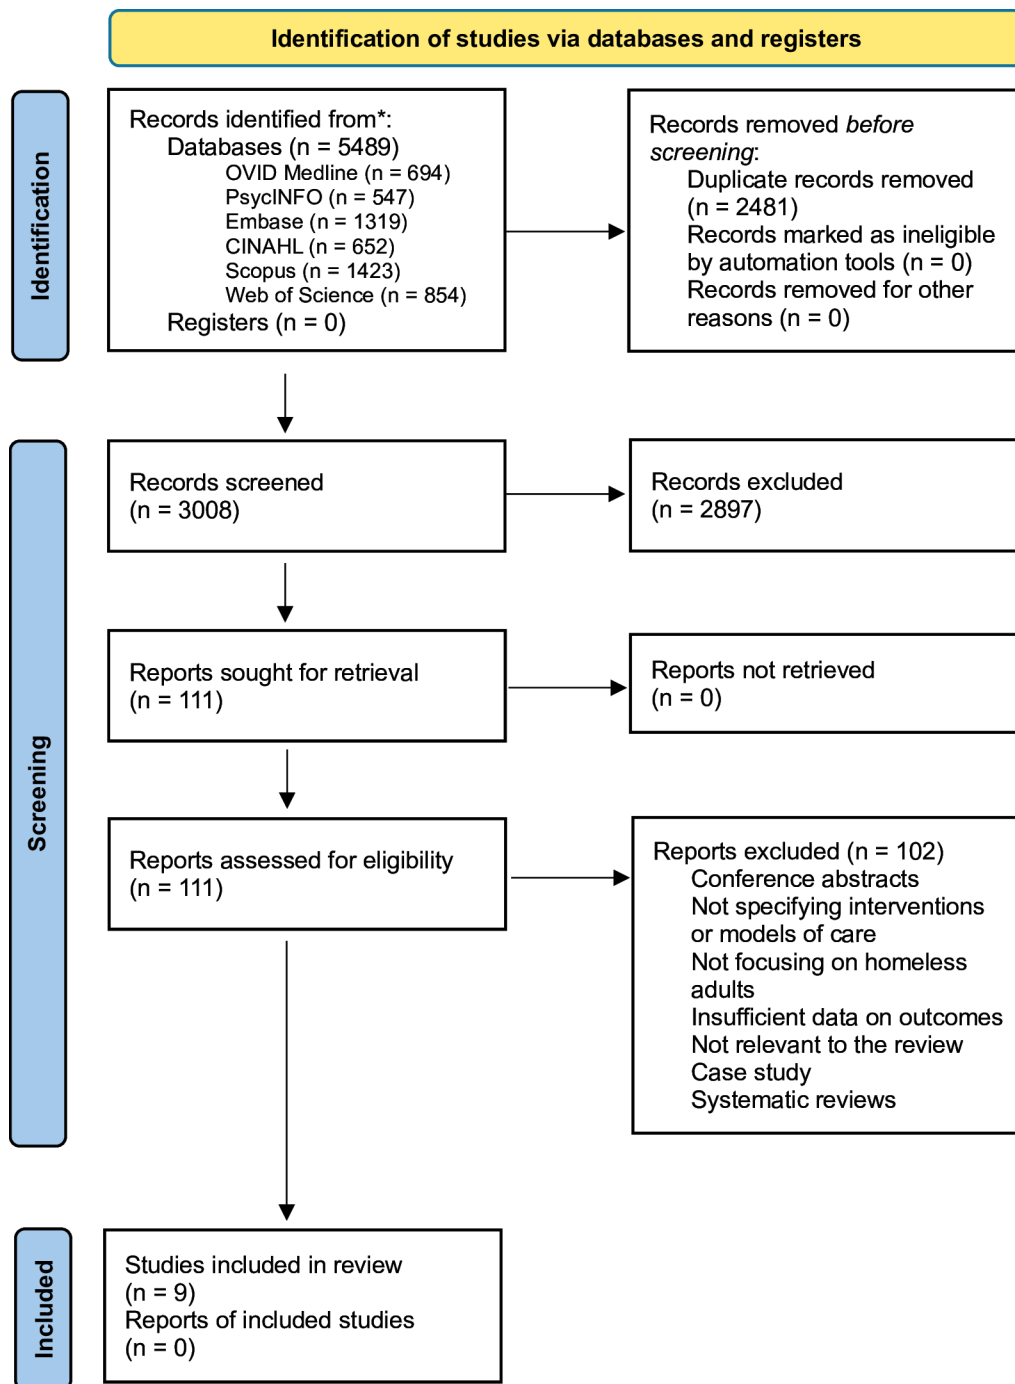 Identification of studies via databases and registers
Identification
Records identified from*:
Databases (n = 5489)
OVID Medline (n = 694)
PsycINFO (n = 547)
Embase (n = 1319)
CINAHL (n = 652)
Scopus (n = 1423)
Web of Science (n = 854)
Registers (n = 0)
Records removed before
screening:
Duplicate records removed
(n = 2481)
Records marked as ineligible
by automation tools (n = 0)
Records removed for other
reasons (n = 0)
Screening
Records screened
(n = 3008)
Records excluded
(n = 2897)
Reports sought for retrieval
(n = 111)
Reports not retrieved
(n = 0)
Reports assessed for eligibility
(n = 111)
Reports excluded (n = 102)
Conference abstracts
Not specifying interventions
or models of care
Not focusing on homeless
adults
Insufficient data on outcomes
Not relevant to the review
Case study
Systematic reviews
Included
Studies included in review
(n = 9)
Reports of included studies
(n = 0)